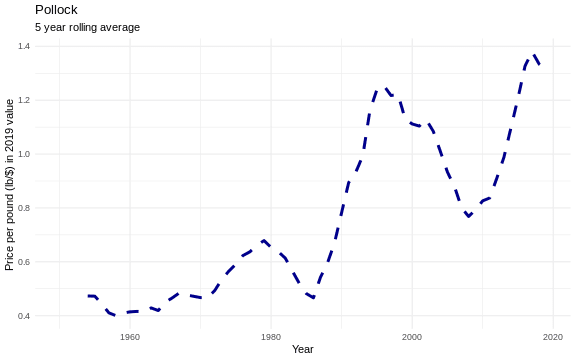 Pollock
5 year rolling average
Price per pound (lb/$) in 2019 value
1.4
1.2
1.0
0.8
0.6
0.4
1960
1980
2000
2020
Year